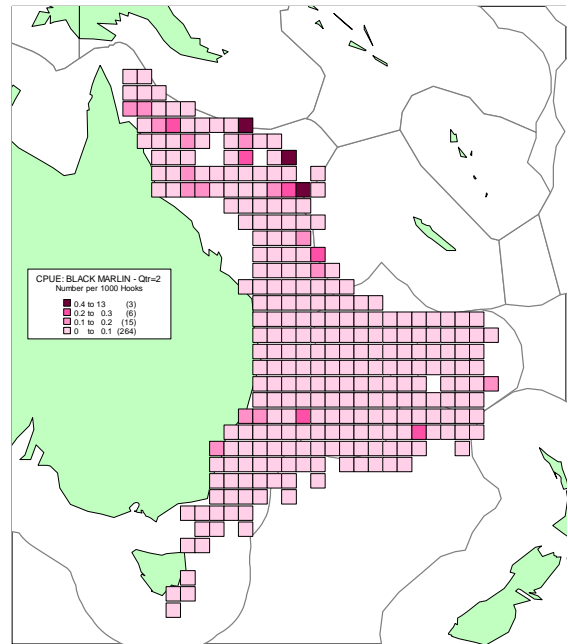 CPUE: BLACK MARLIN - Qtr=2
Number per 1000 Hooks
0.4 to 13 (3)
0.2 to 0.3 (6)
0.1 to 0.2 (15)
0 to 0.1 (264)